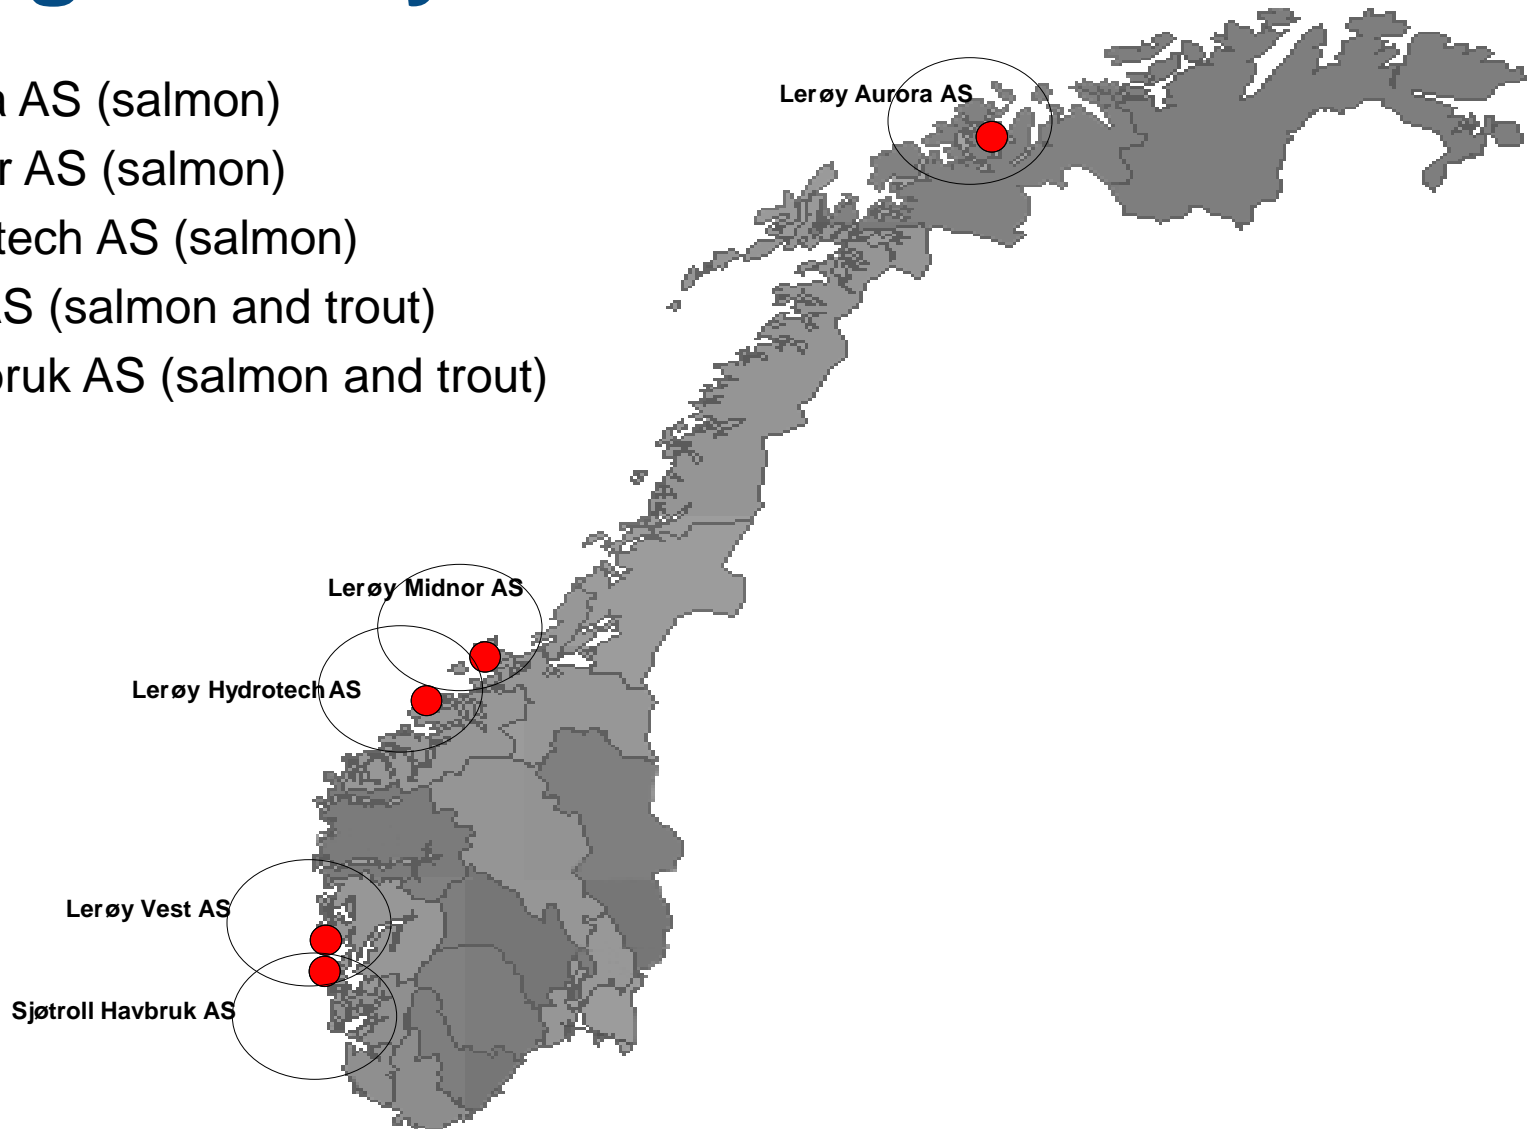 a AS (salmon)
r AS (salmon)
tech AS (salmon)
AS (salmon and trout)
bruk AS (salmon and trout)
Lerøy Aurora AS
Lerøy Midnor AS
Lerøy Hydrotech AS
Lerøy Vest AS
Sjøtroll Havbruk AS